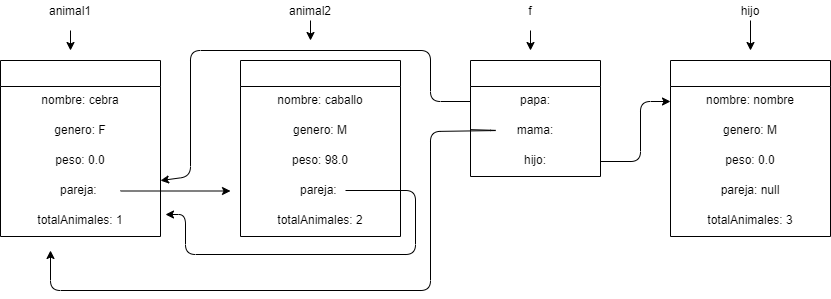 animal1
animal2
f
hijo
nombre: cebra
genero: F
peso: 0.0
pareja:
totalAnimales: 1
nombre: caballo
genero: M
peso: 98.0
pareja:
totalAnimales: 2
papa:
mama:
hijo:
nombre: nombre
genero: M
peso: 0.0
pareja: null
totalAnimales: 3